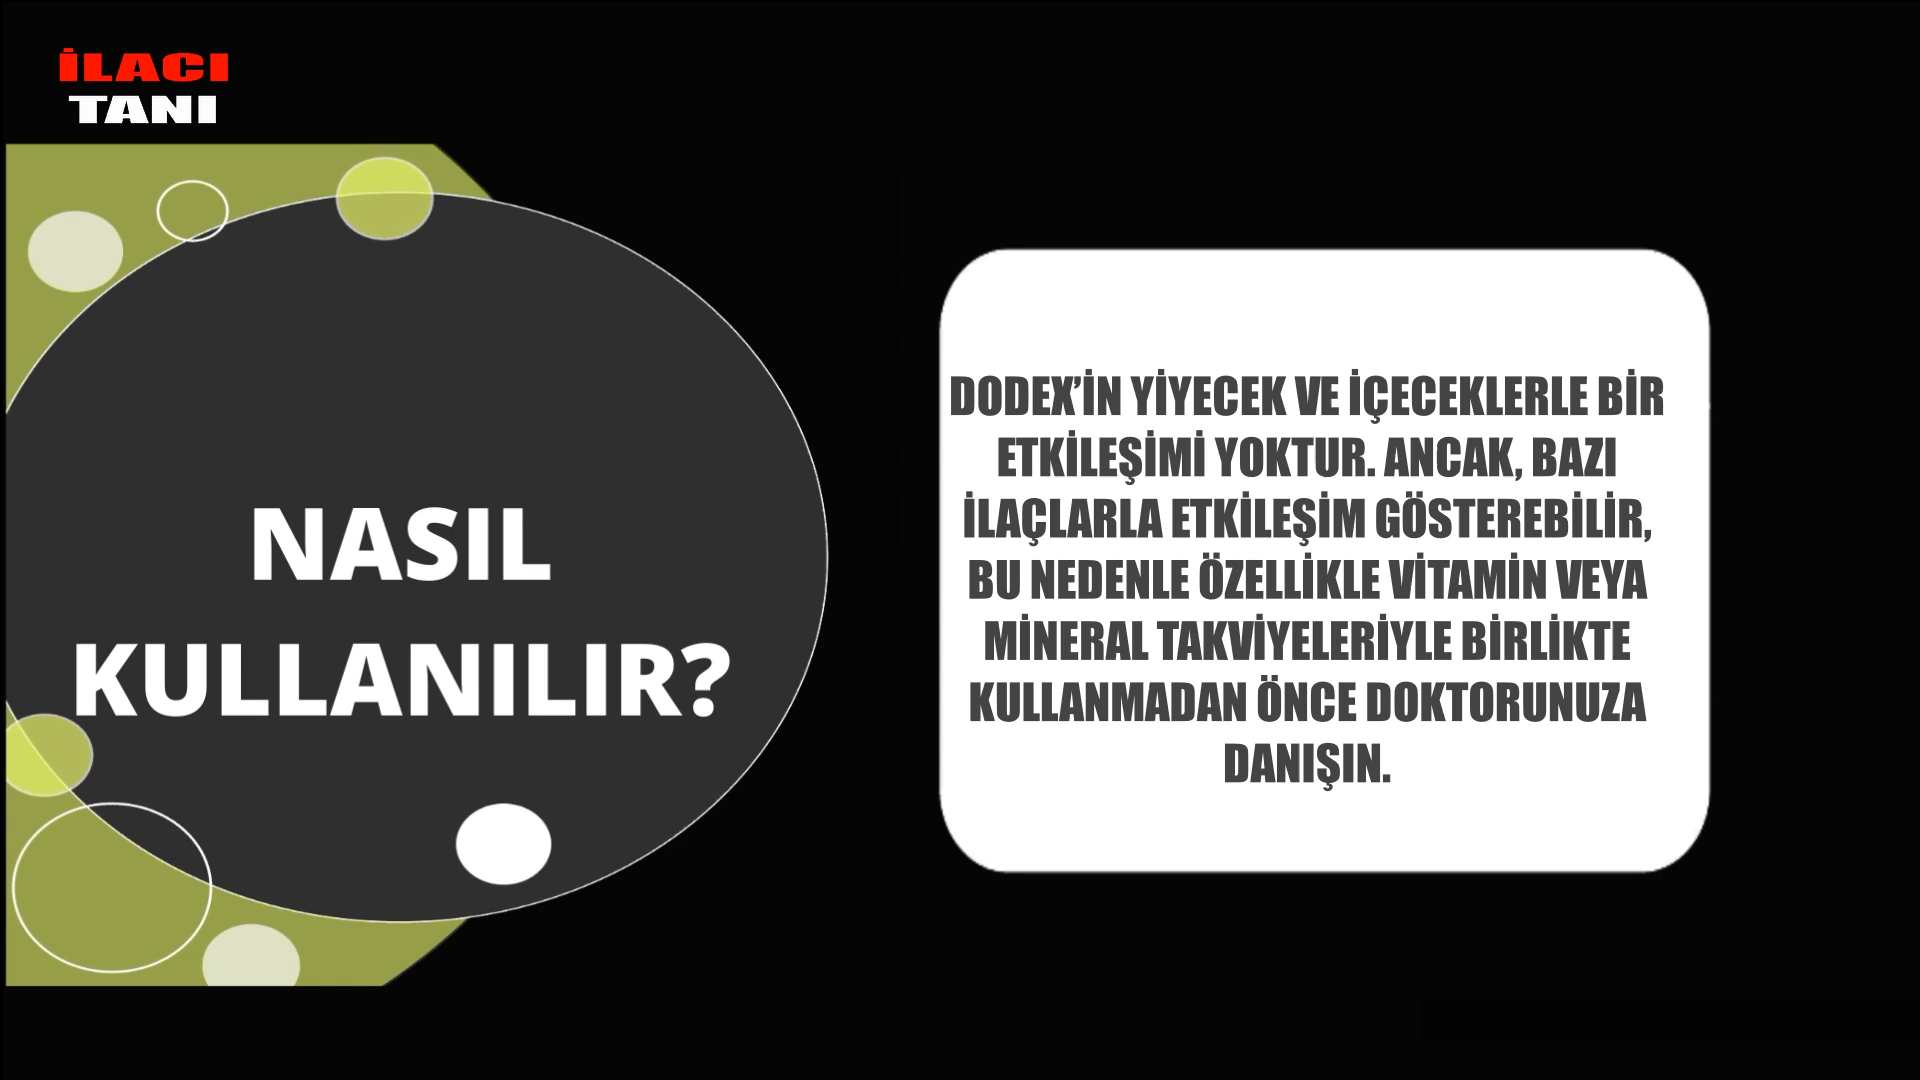 İLACI
TANI
NASIL
KULLANILIR?
DODEX’İN YİYECEK VE İÇECEKLERLE BİR
ETKİLEŞİMİ YOKTUR. ANCAK, BAZI
İLAÇLARLA ETKİLEŞİM GÖSTEREBİLİR,
BU NEDENLE ÖZELLİKLE VİTAMİN VEYA
MİNERAL TAKVİYELERİYLE BİRLİKTE
KULLANMADAN ÖNCE DOKTORUNUZA
DANIŞIN.